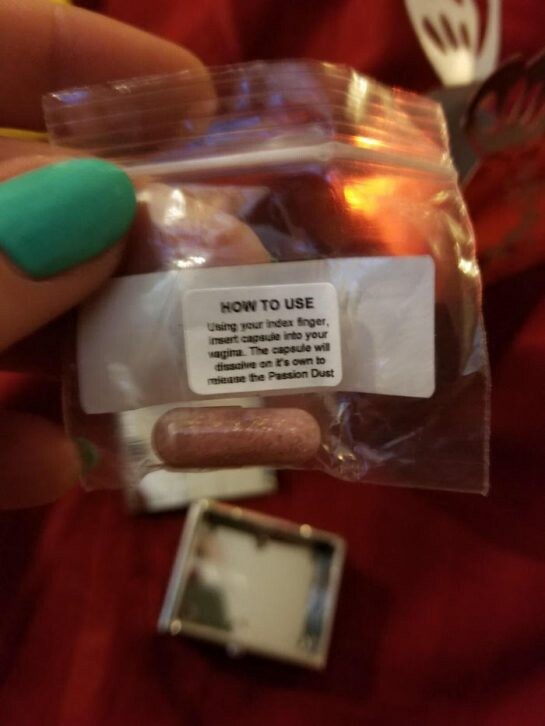 HOW TO USE
Using your index finger,
insert capsule into your
vagina. The capsule will
dissolve on it's own to
release the Passion Dust